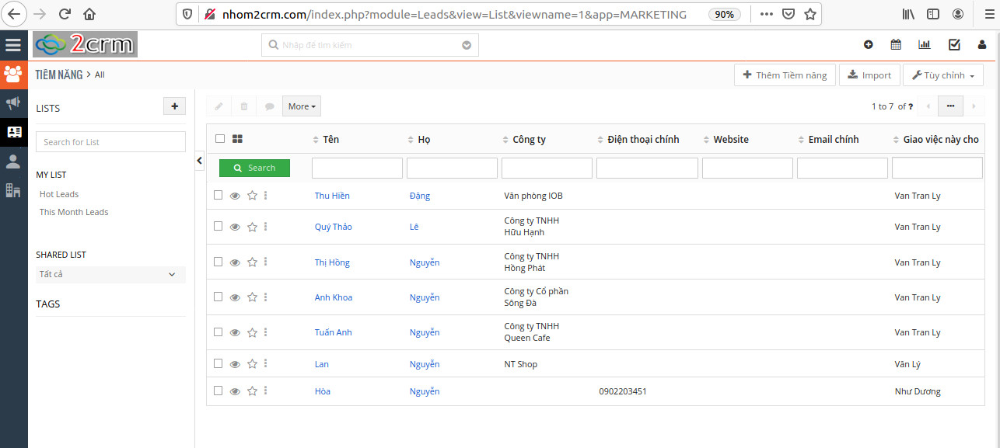 nhom2crm.com/index.php?module=Leads&view=List&viewname=1&app=MARKETING 90%
2crm
Nhập để tìm kiếm
TIỀM NĂNG > All
Thêm Tiềm năng
Import
Tùy chỉnh
LISTS
Search for List
MY LIST
Hot Leads
This Month Leads
SHARED LIST
Tất cả
TAGS
More
1 to 7 of ?
Tên Họ Công ty Điện thoại chính Website Email chính Giao việc này cho
Search
Thu Hiền Đặng Văn phòng IOB Van Tran Ly
Quý Thảo Lê Công ty TNHH Van Tran Ly
Hữu Hạnh
Thị Hồng Nguyễn Công ty TNHH Van Tran Ly
Hồng Phát
Anh Khoa Nguyễn Công ty Cổ phần Van Tran Ly
Sông Đà
Tuấn Anh Nguyễn Công ty TNHH Van Tran Ly
Queen Cafe
Lan Nguyễn NT Shop Vân Lý
Hòa Nguyễn 0902203451 Như Dương